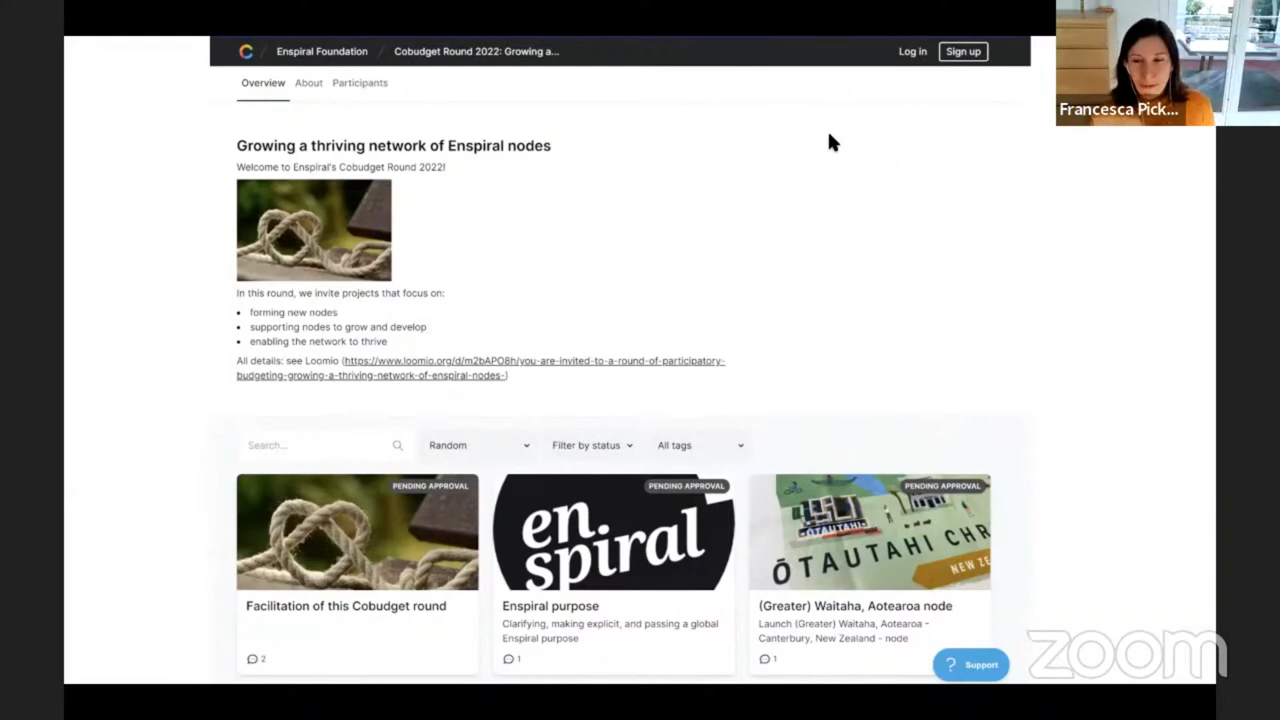 Enspiral Foundation / Cobudget Round 2022: Growing a...
Log in
Sign up
Francesca Pick...
Overview
About
Participants
Growing a thriving network of Enspiral nodes
Welcome to Enspiral's Cobudget Round 2022!
In this round, we invite projects that focus on:
• forming new nodes
• supporting nodes to grow and develop
• enabling the network to thrive
All details: see Loomio (https://www.loomio.org/d/m2bAPO8h/you-are-invited-to-a-round-of-participatory-
budgeting-growing-a-thriving-network-of-enspiral-nodes-)
Search...
Random
Filter by status
All tags
PENDING APPROVAL
Facilitation of this Cobudget round
2
PENDING APPROVAL
en
spiral
Enspiral purpose
Clarifying, making explicit, and passing a global
Enspiral purpose
1
PENDING APPROVAL
ŌTAUTAHI
ŌTAUTAHI CHR
NEW ZE
(Greater) Waitaha, Aotearoa node
Launch (Greater) Waitaha, Aotearoa -
Canterbury, New Zealand - node
1
? Support
zoom